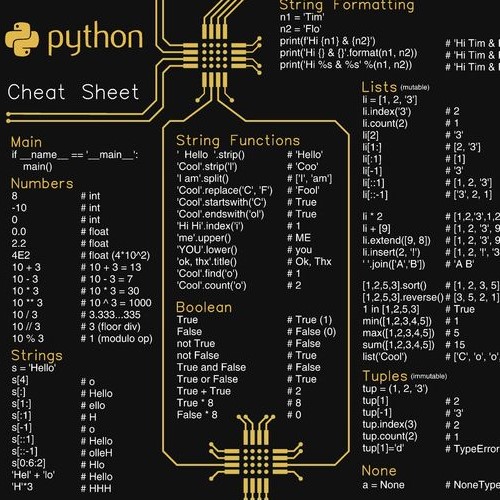 python
Cheat Sheet
Main
if __name__ == '__main__':
main()
Numbers
8 # int
-10 # int
0 # int
0.0 # float
2.2 # float
4E2 # float (4*10^2)
10 + 3 # 10 + 3 = 13
10 - 3 # 10 - 3 = 7
10 * 3 # 10 * 3 = 30
10 ** 3 # 10 ^ 3 = 1000
10 / 3 # 3.333...335
10 // 3 # 3 (floor div)
10 % 3 # 1 (modulo op)
Strings
s = 'Hello'
s[4] # o
s[:] # Hello
s[1:] # ello
s[:1] # H
s[-1] # o
s[::1] # Hello
s[::-1] # olleH
s[0:6:2] # Hlo
'Hel' + 'lo' # Hello
'H'*3 # HHH
String Functions
' Hello '.strip() # 'Hello'
'Cool'.strip('l') # 'Coo'
'I am'.split() # ['I', 'am']
'Cool'.replace('C', 'F') # 'Fool'
'Cool'.startswith('C') # True
'Cool'.endswith('ol') # True
'Hi Hi'.index('i') # 1
'me'.upper() # ME
'YOU'.lower() # you
'ok, thx'.title() # Ok, Thx
'Cool'.find('o') # 1
'Cool'.count('o') # 2
Boolean
True # True (1)
False # False (0)
not True # False
not False # True
True and False # False
True or False # True
True + True # 2
True * 8 # 8
False * 8 # 0
String Formatting
n1 = 'Tim'
n2 = 'Flo'
print(f'Hi {n1} & {n2}') # 'Hi Tim &
print('Hi {} & {}'.format(n1, n2)) # 'Hi Tim &
print('Hi %s & %s' %(n1, n2)) # 'Hi Tim &
Lists (mutable)
li = [1, 2, '3']
li.index('3') # 2
li.count(2) # 1
li[2] # '3'
li[1:] # [2, '3']
li[:1] # [1]
li[-1] # '3'
li[::1] # [1, 2, '3']
li[::-1] # ['3, 2, 1]
li * 2 # [1,2,'3',1,2
li + [9] # [1, 2, '3', 9
li.extend([9, 8]) # [1, 2, '3', 9
li.insert(2, '!') # [1, 2, '!', '3
' '.join(['A','B']) # 'A B'
[1,2,5,3].sort() # [1, 2, 3, 5]
[1,2,5,3].reverse() # [3, 5, 2, 1]
1 in [1,2,5,3] # True
min([1,2,3,4,5]) # 1
max([1,2,3,4,5]) # 5
sum([1,2,3,4,5]) # 15
list('Cool') # ['C', 'o', 'o',
Tuples (immutable)
tup = (1, 2, '3')
tup[1] # 2
tup[-1] # '3'
tup.index(3) # 2
tup.count(2) # 1
tup[1]='d' # TypeError
None
a = None # NoneType